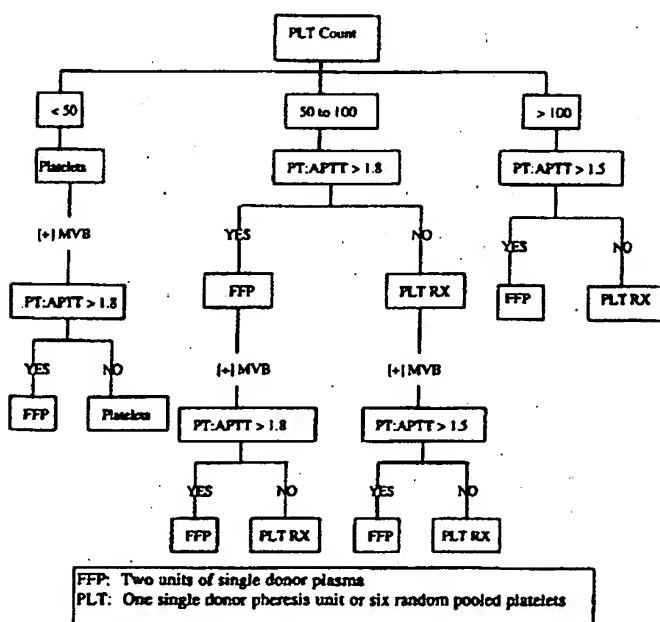 PLT Count
< 50
50 to 100
> 100
Platelets
PT:APTT > 1.8
PT:APTT > 1.5
[+] MVB
YES
NO
YES
NO
FFP
PLT RX
FFP
PLT RX
PT:APTT > 1.8
[+] MVB
[+] MVB
YES
NO
FFP
Platelets
PT:APTT > 1.8
PT:APTT > 1.5
YES
NO
YES
NO
FFP
PLT RX
FFP
PLT RX
FFP: Two units of single donor plasma
PLT: One single donor pheresis unit or six random pooled platelets